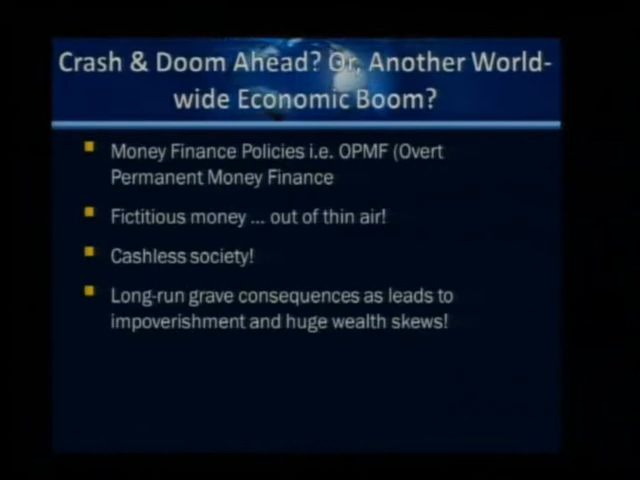 Crash & Doom Ahead? Or, Another World-
wide Economic Boom?
Money Finance Policies i.e. OPMF (Overt
Permanent Money Finance
Fictitious money ... out of thin air!
Cashless society!
Long-run grave consequences as leads to
impoverishment and huge wealth skews!